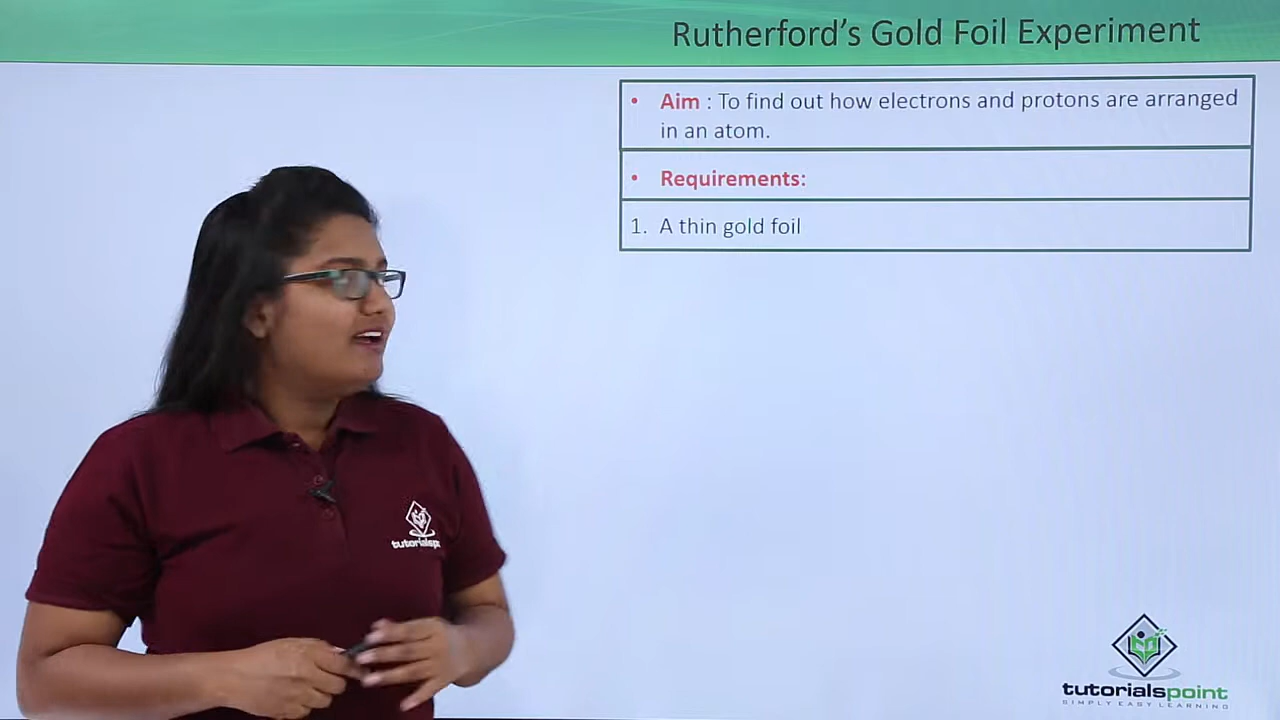 Rutherford's Gold Foil Experiment
• Aim : To find out how electrons and protons are arranged
in an atom.
• Requirements:
1. A thin gold foil
tutorialspoint
SIMPLY EASY LEARNING